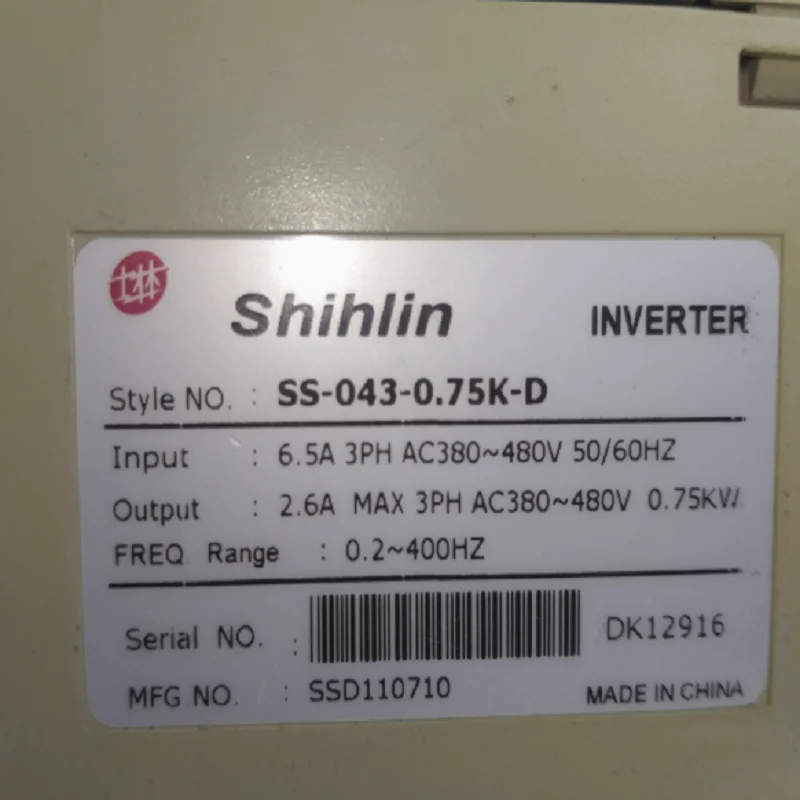 士林
Shihlin INVERTER
Style NO. : SS-043-0.75K-D
Input : 6.5A 3PH AC380~480V 50/60HZ
Output : 2.6A MAX 3PH AC380~480V 0.75KW
FREQ Range : 0.2~400HZ
Serial NO. : DK12916
MFG NO. : SSD110710 MADE IN CHINA